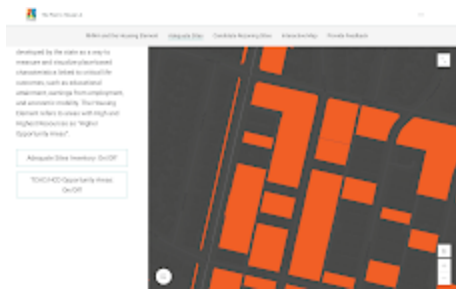 RHNA and the Housing Element Adequate Sites Candidate Rezoning Sites Interactive Map Provide Feedback
developed by the state as a way to
measure and visualize place-based
characteristics linked to critical life
outcomes, such as educational
attainment, earnings from employment,
and economic mobility. The Housing
Element refers to areas with High and
Highest Resources as "Higher
Opportunity Areas".
Adequate Sites Inventory On/Off
TCAC/HCD Opportunity Areas
On/Off